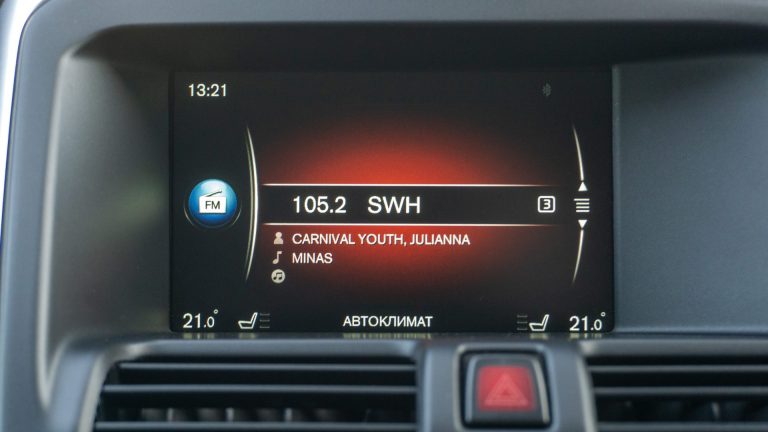 13:21
FM
105.2 SWH 3
CARNIVAL YOUTH, JULIANNA
MINAS
21.0° АВТОКЛИМАТ 21.0°